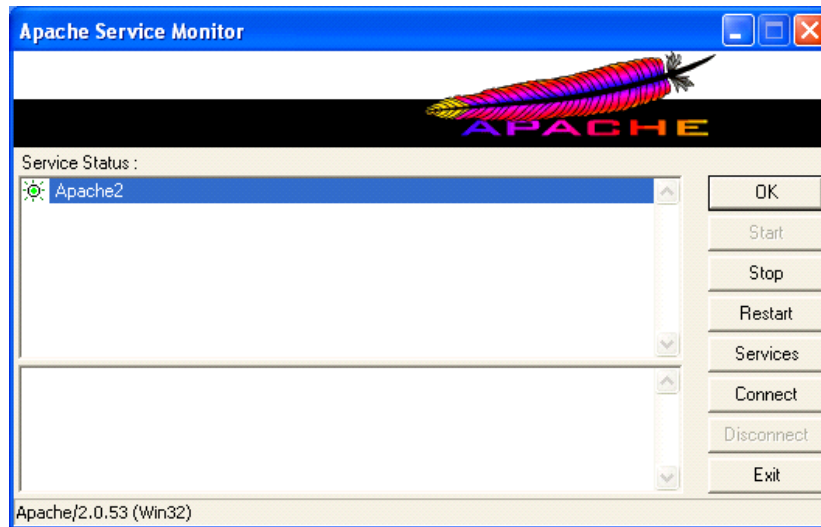 Apache Service Monitor
APACHE
Service Status :
Apache2
OK
Start
Stop
Restart
Services
Connect
Disconnect
Exit
Apache/2.0.53 (Win32)